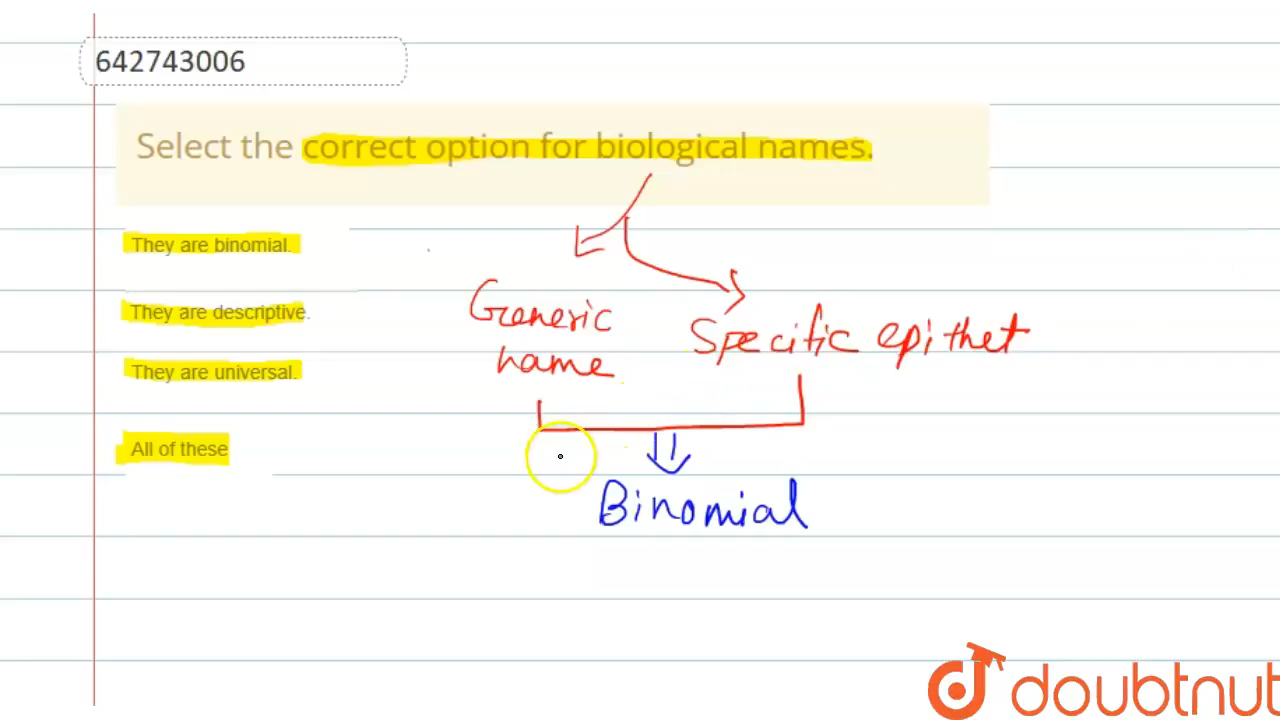 642743006
Select the correct option for biological names.
They are binomial.
They are descriptive.
They are universal.
All of these
Generic
name
Specific epithet
Binomial
doubtnut